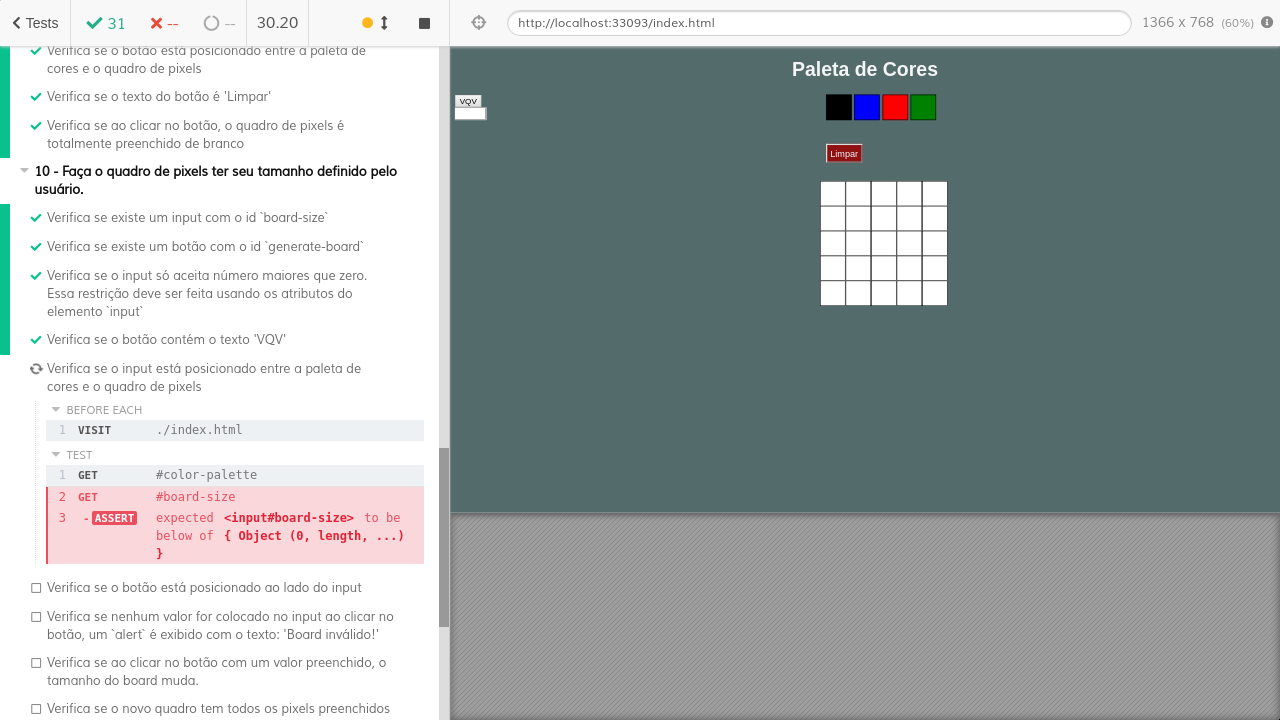 Tests 31 -- -- 30.20 http://localhost:33093/index.html 1366 x 768 (60%)
Verifica se o botão está posicionado entre a paleta de
cores e o quadro de pixels
Verifica se o texto do botão é 'Limpar'
Verifica se ao clicar no botão, o quadro de pixels é
totalmente preenchido de branco
10 - Faça o quadro de pixels ter seu tamanho definido pelo
usuário.
Verifica se existe um input com o id `board-size`
Verifica se existe um botão com o id `generate-board`
Verifica se o input só aceita número maiores que zero.
Essa restrição deve ser feita usando os atributos do
elemento `input`
Verifica se o botão contém o texto 'VQV'
Verifica se o input está posicionado entre a paleta de
cores e o quadro de pixels
BEFORE EACH
1 VISIT ./index.html
TEST
1 GET #color-palette
2 GET #board-size
3 -ASSERT expected <input#board-size> to be
below of { Object (0, length, ...)
}
Verifica se o botão está posicionado ao lado do input
Verifica se nenhum valor for colocado no input ao clicar no
botão, um `alert` é exibido com o texto: 'Board inválido!'
Verifica se ao clicar no botão com um valor preenchido, o
tamanho do board muda.
Verifica se o novo quadro tem todos os pixels preenchidos
Paleta de Cores
VQV
Limpar